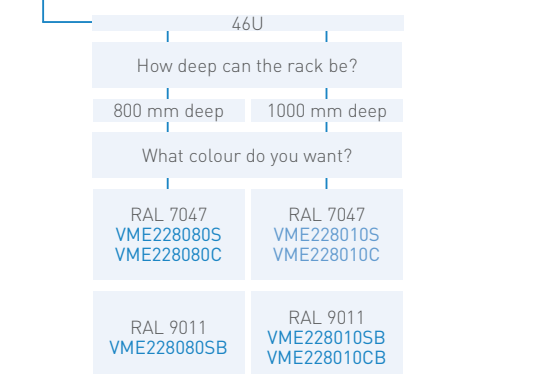 46U
How deep can the rack be?
800 mm deep
1000 mm deep
What colour do you want?
RAL 7047
VME228080S
VME228080C
RAL 7047
VME228010S
VME228010C
RAL 9011
VME228080SB
RAL 9011
VME228010SB
VME228010CB